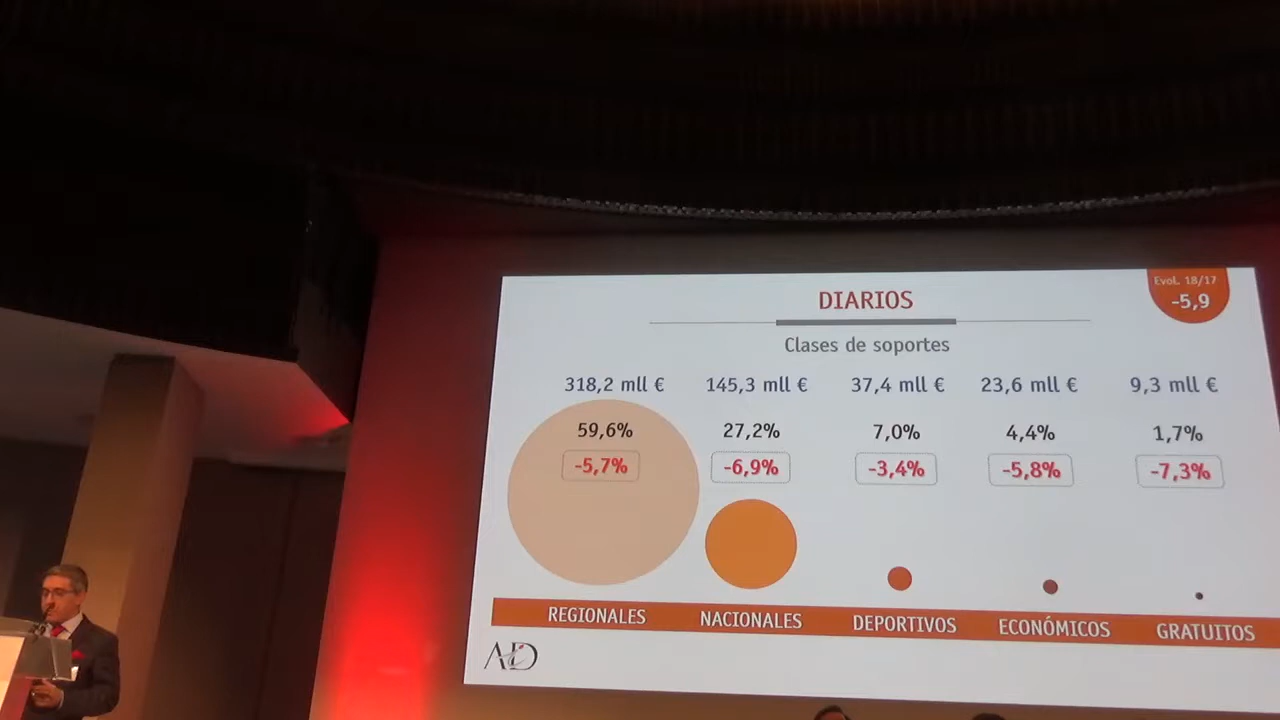 Evol. 18/17
-5,9
DIARIOS
Clases de soportes
318,2 mll € 145,3 mll € 37,4 mll € 23,6 mll € 9,3 mll €
59,6% 27,2% 7,0% 4,4% 1,7%
-5,7% -6,9% -3,4% -5,8% -7,3%
REGIONALES NACIONALES DEPORTIVOS ECONÓMICOS GRATUITOS
AiD